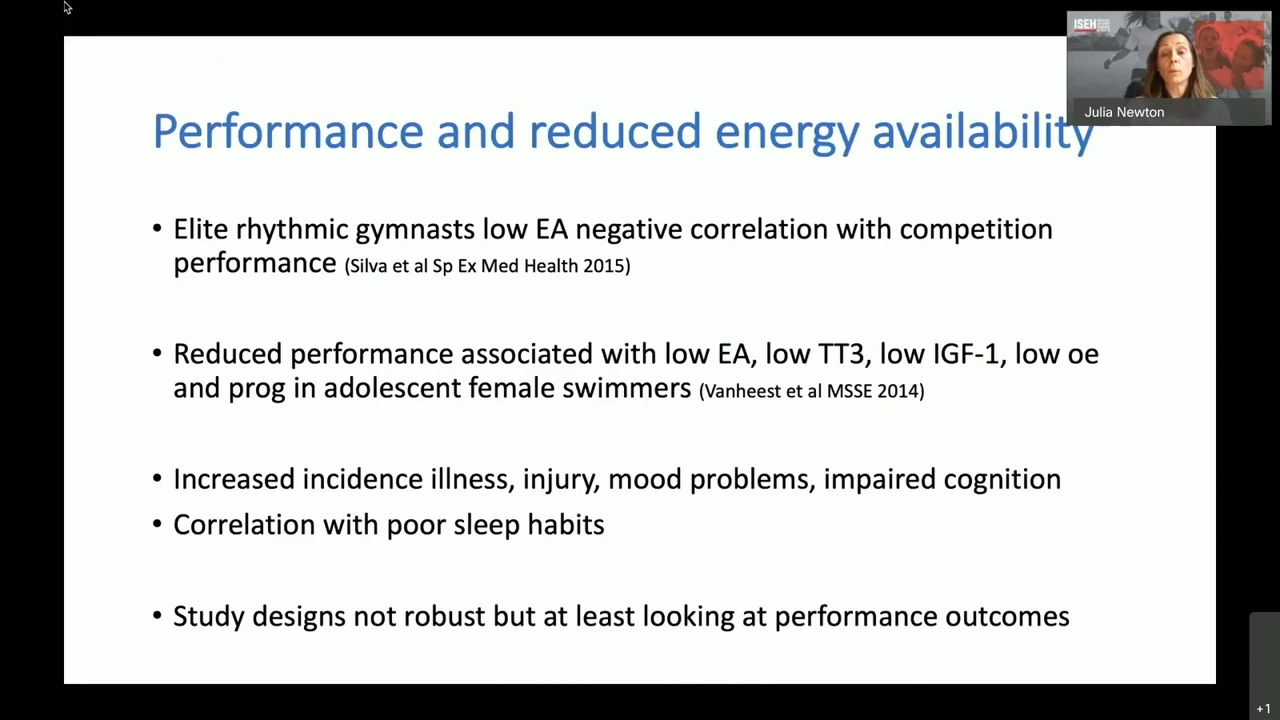 ISEH
Julia Newton
Performance and reduced energy availability
• Elite rhythmic gymnasts low EA negative correlation with competition
performance (Silva et al Sp Ex Med Health 2015)
• Reduced performance associated with low EA, low TT3, low IGF-1, low oe
and prog in adolescent female swimmers (Vanheest et al MSSE 2014)
• Increased incidence illness, injury, mood problems, impaired cognition
• Correlation with poor sleep habits
• Study designs not robust but at least looking at performance outcomes
+1